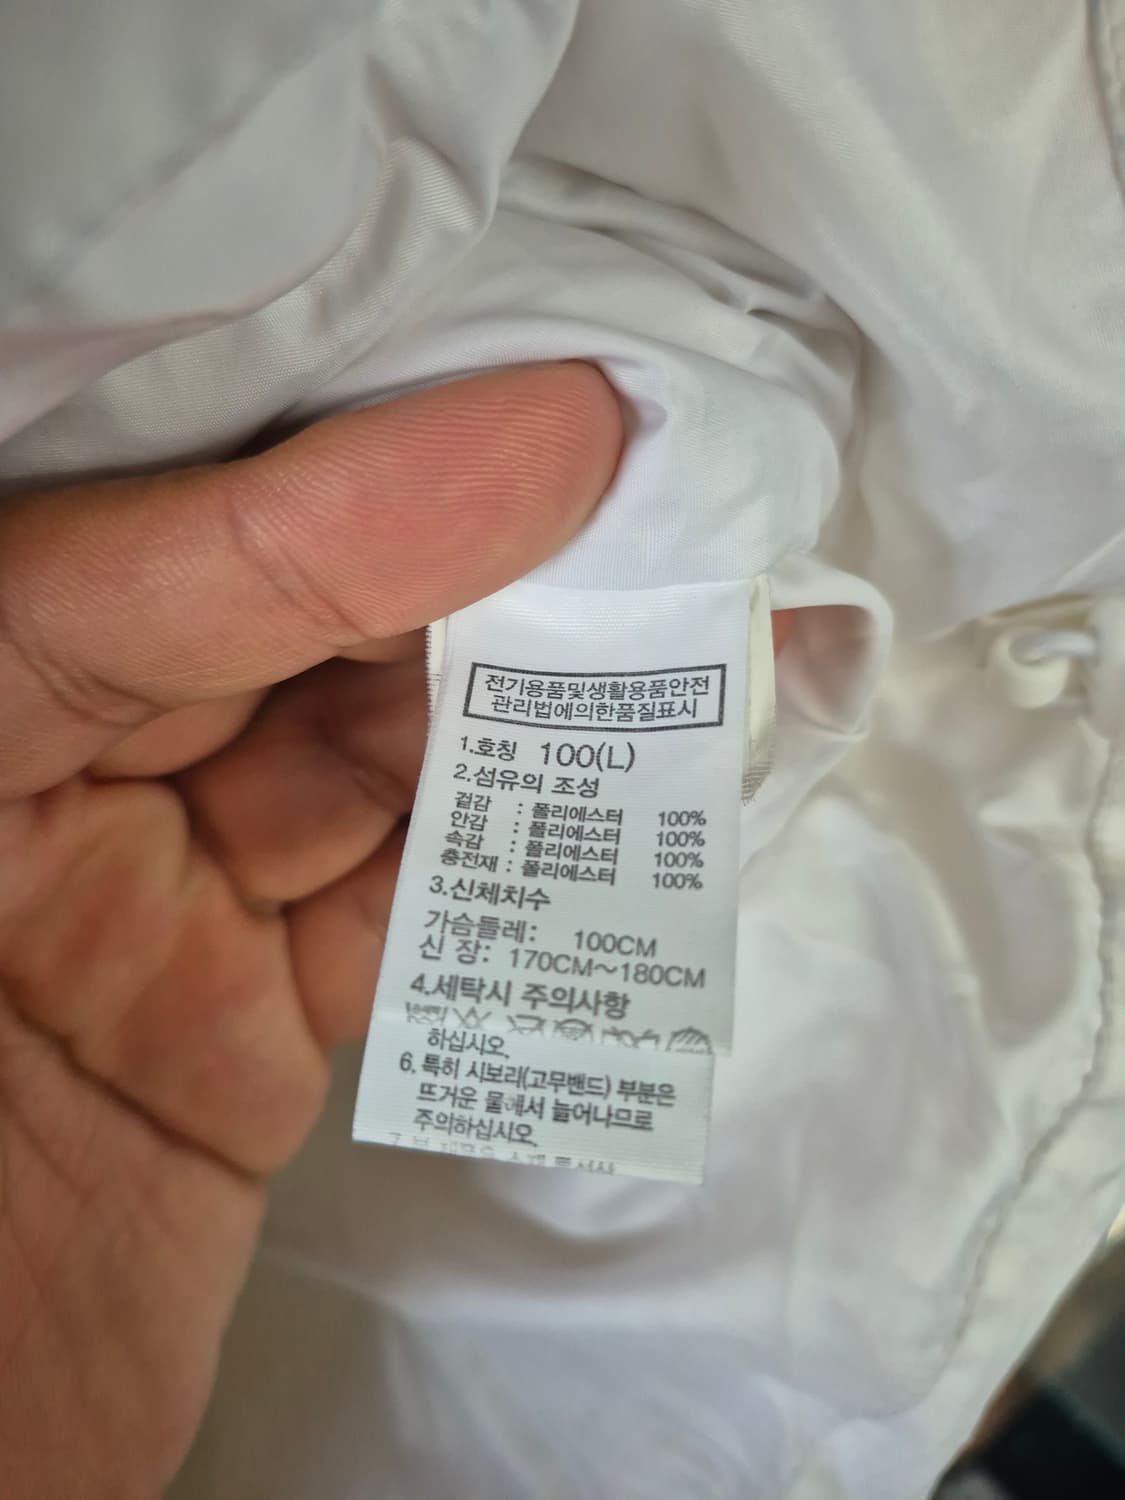 전기용품및생활용품안전
관리법에의한품질표시
1.호칭 100(L)
2.섬유의 조성
겉감 : 폴리에스터 100%
안감 : 폴리에스터 100%
속감 : 폴리에스터 100%
충전재 : 폴리에스터 100%
3.신체치수
가슴둘레: 100CM
신 장: 170CM~180CM
4.세탁시 주의사항
하십시오.
6. 특히 시보리(고무밴드) 부분은
뜨거운 물에서 늘어나므로
주의하십시오.